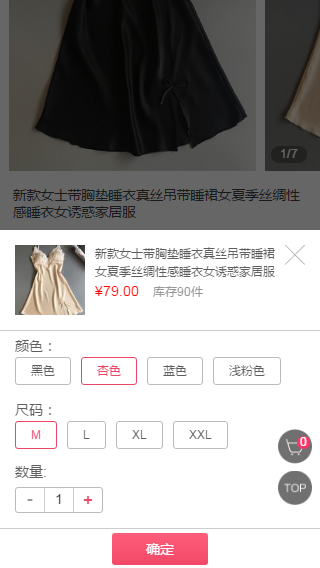 1/7
新款女士带胸垫睡衣真丝吊带睡裙女夏季丝绸性
感睡衣女诱惑家居服
新款女士带胸垫睡衣真丝吊带睡裙
女夏季丝绸性感睡衣女诱惑家居服
¥79.00 库存90件
颜色：
黑色 杏色 蓝色 浅粉色
尺码：
M L XL XXL
0
数量:
- 1 +
TOP
确定